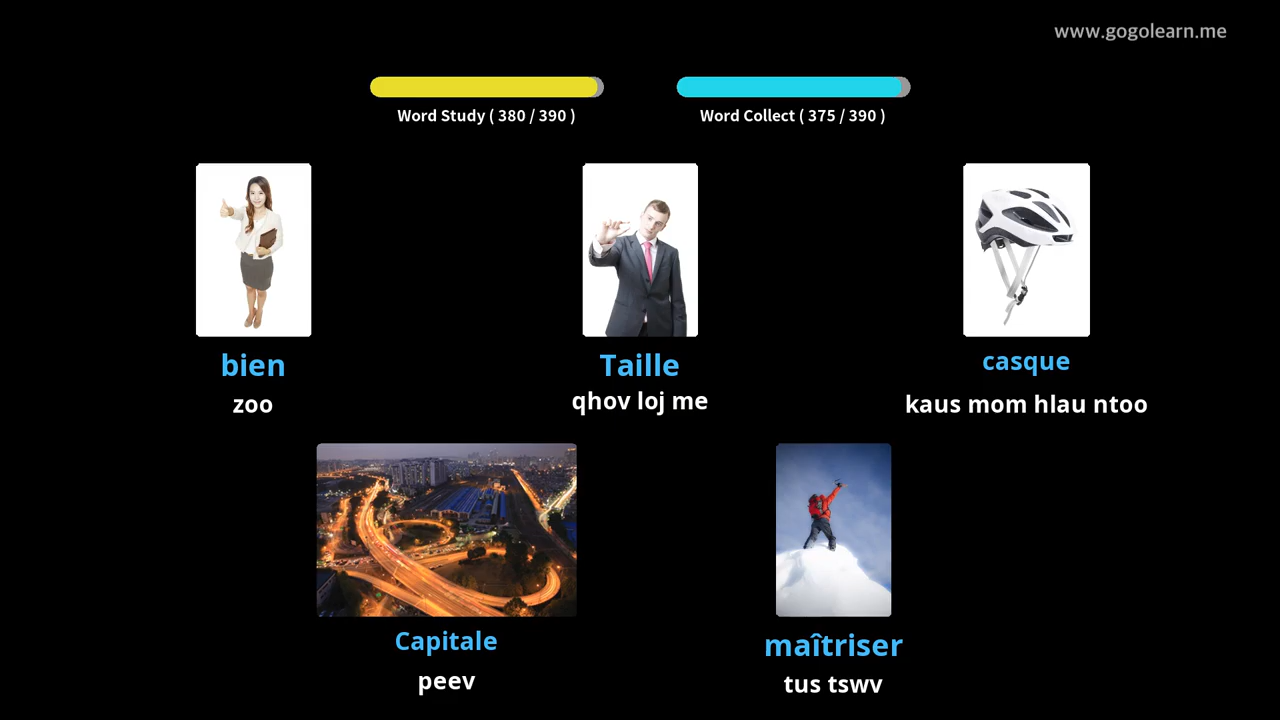 www.gogolearn.me
Word Study ( 380 / 390 )
Word Collect ( 375 / 390 )
bien
zoo
Taille
qhov loj me
casque
kaus mom hlau ntoo
Capitale
peev
maîtriser
tus tswv